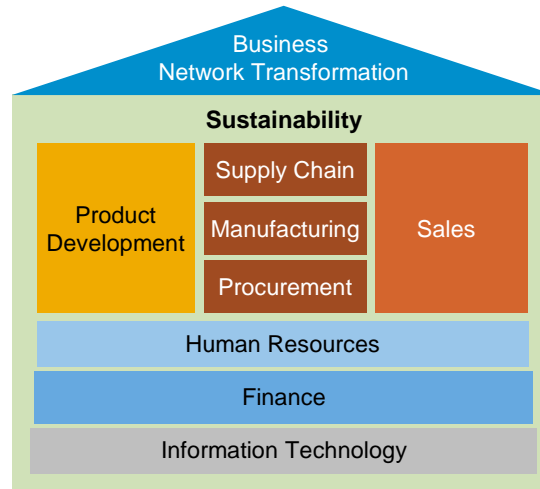 Business
Network Transformation
Sustainability
Product
Development
Supply Chain
Manufacturing
Procurement
Sales
Human Resources
Finance
Information Technology